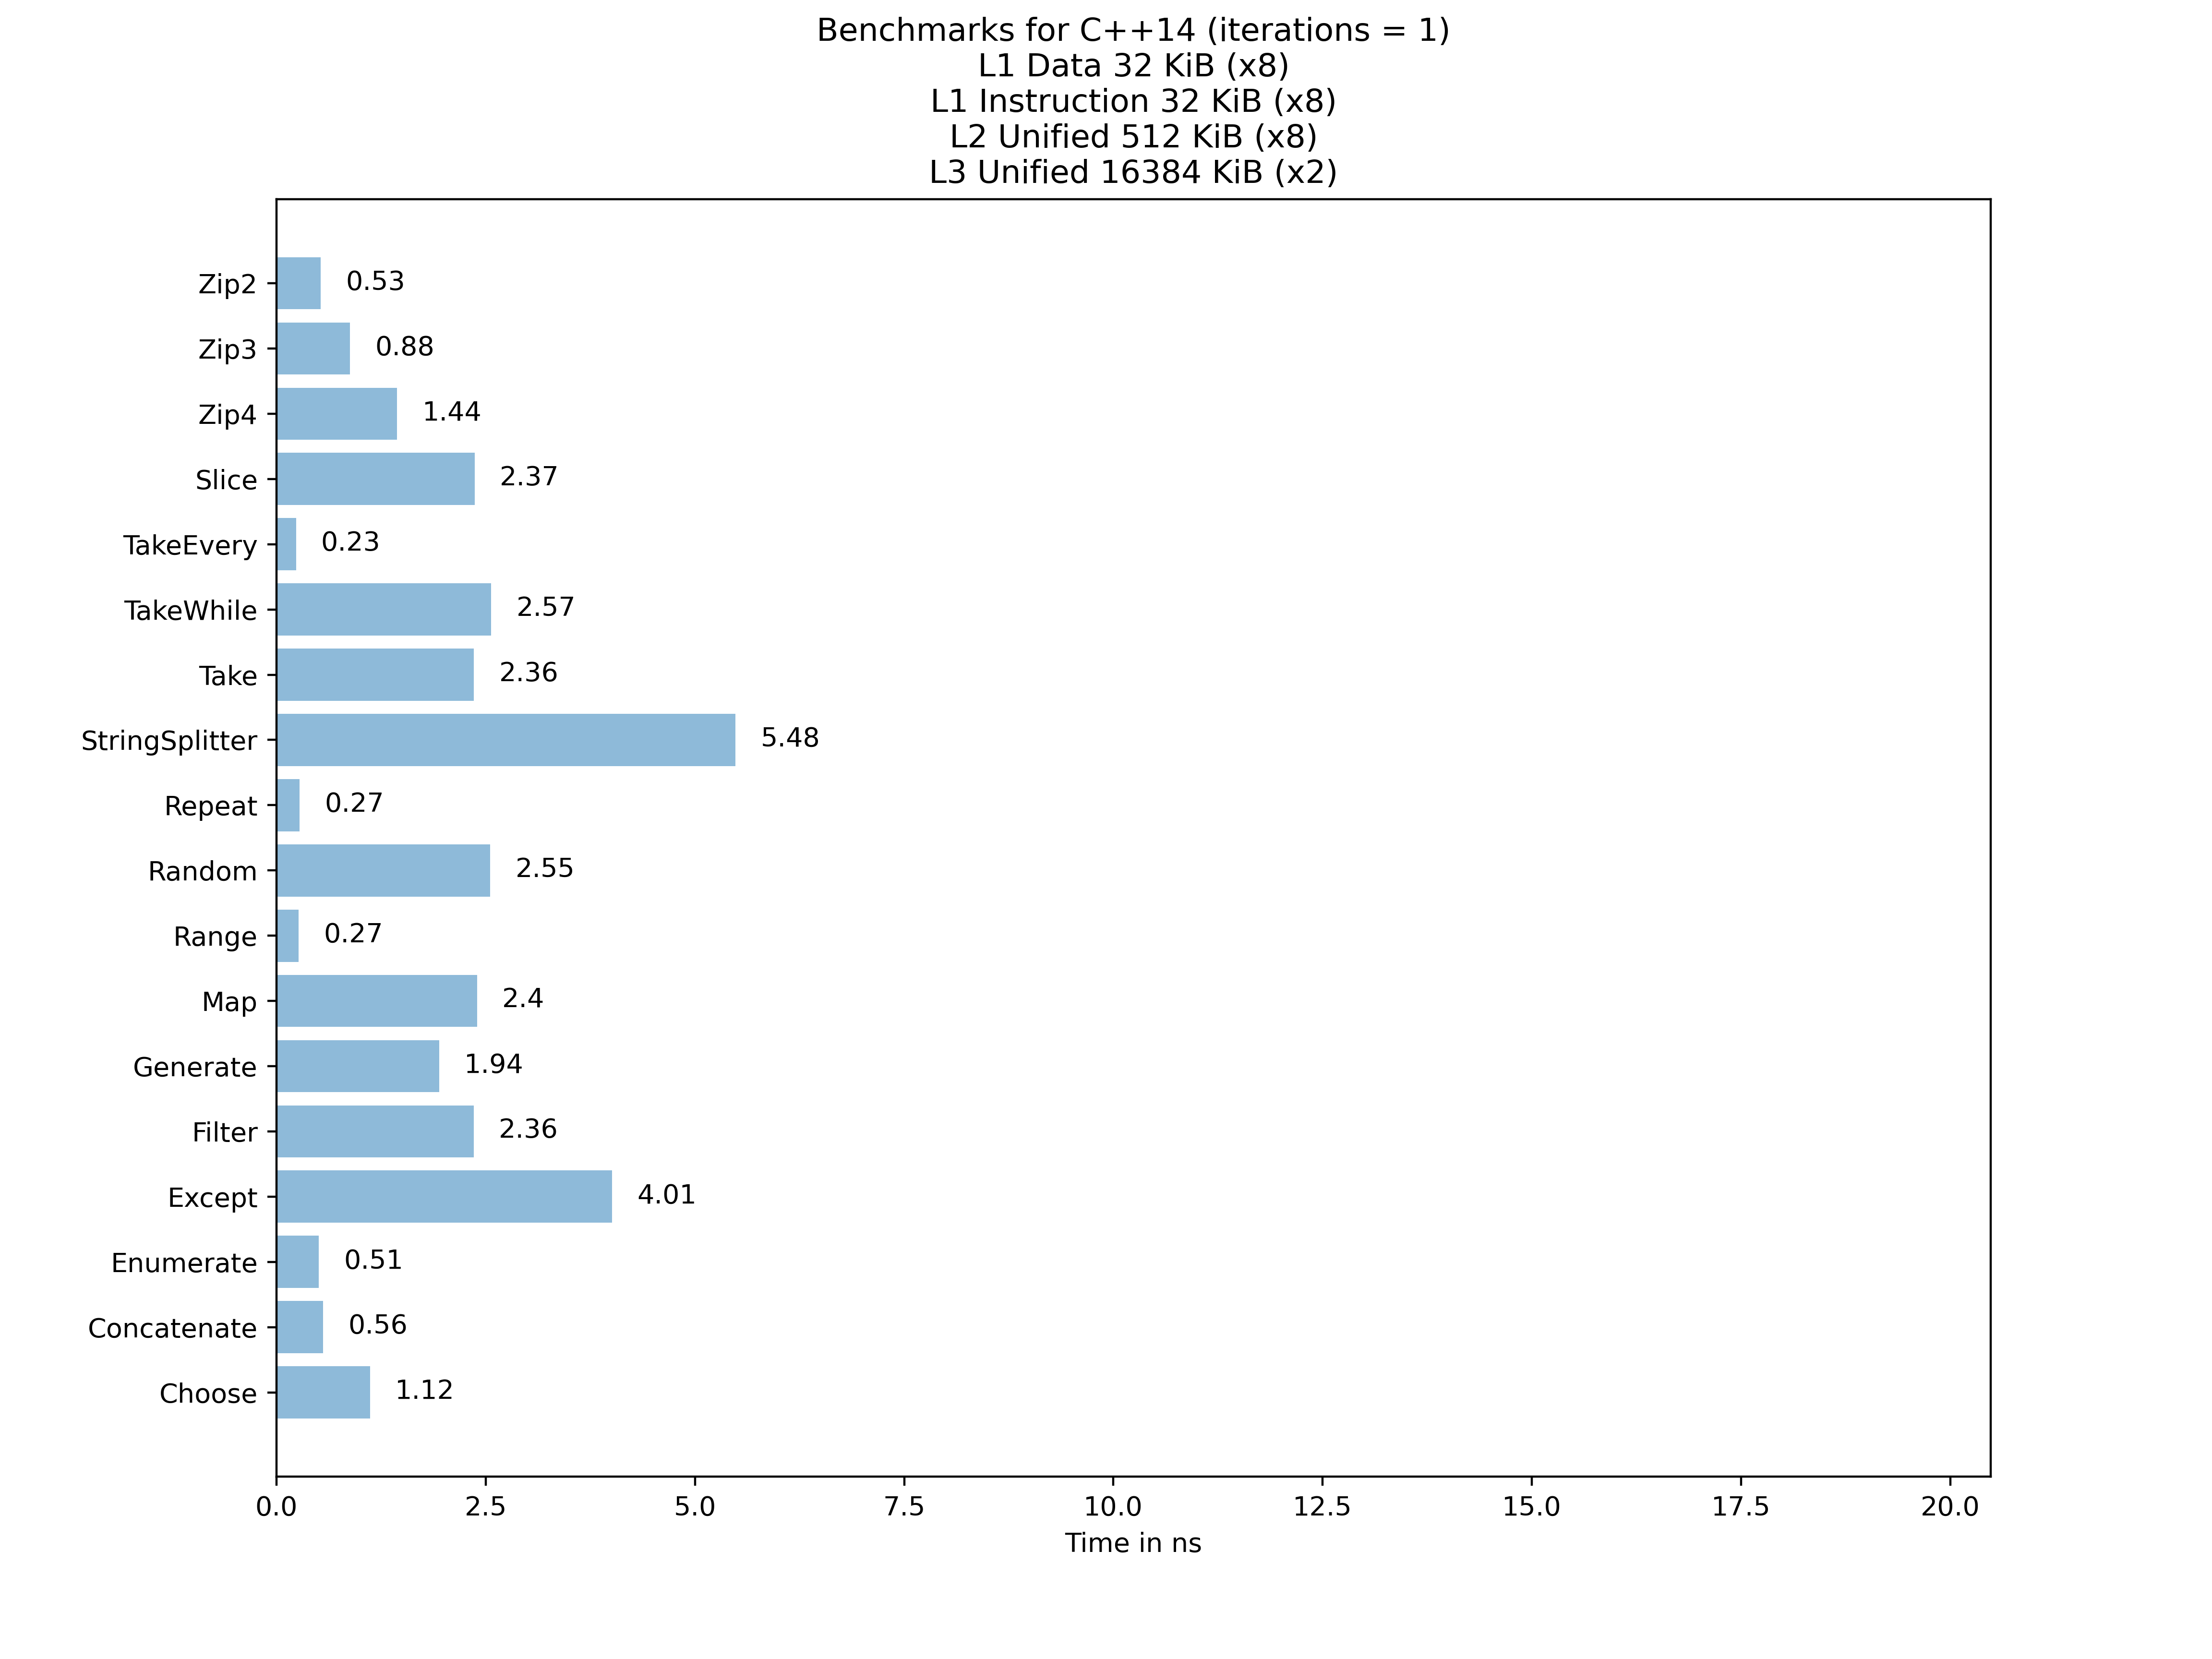 Benchmarks for C++14 (iterations = 1)
L1 Data 32 KiB (x8)
L1 Instruction 32 KiB (x8)
L2 Unified 512 KiB (x8)
L3 Unified 16384 KiB (x2)
Zip2 0.53
Zip3 0.88
Zip4 1.44
Slice 2.37
TakeEvery 0.23
TakeWhile 2.57
Take 2.36
StringSplitter 5.48
Repeat 0.27
Random 2.55
Range 0.27
Map 2.4
Generate 1.94
Filter 2.36
Except 4.01
Enumerate 0.51
Concatenate 0.56
Choose 1.12
0.0 2.5 5.0 7.5 10.0 12.5 15.0 17.5 20.0
Time in ns